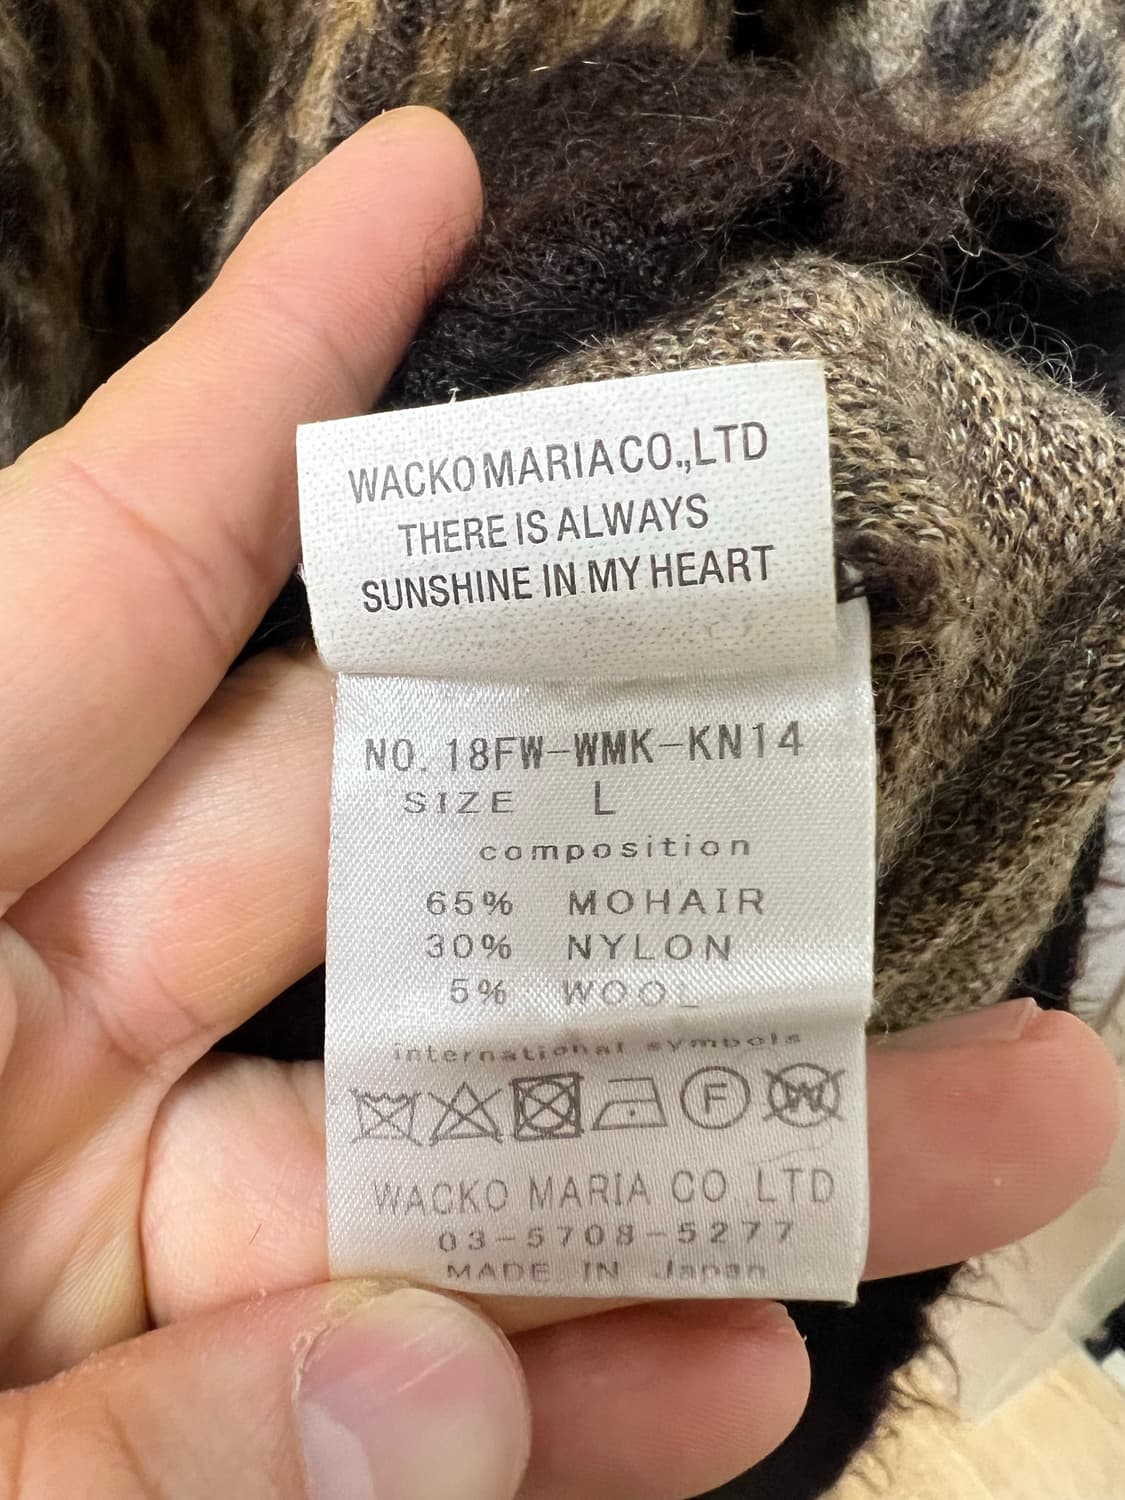 WACKO MARIA CO.,LTD
THERE IS ALWAYS
SUNSHINE IN MY HEART
NO. 18FW-WMK-KN14
SIZE L
composition
65% MOHAIR
30% NYLON
5% WOOL
international symbols
F W
WACKO MARIA CO LTD
03-5708-5277
MADE IN Japan